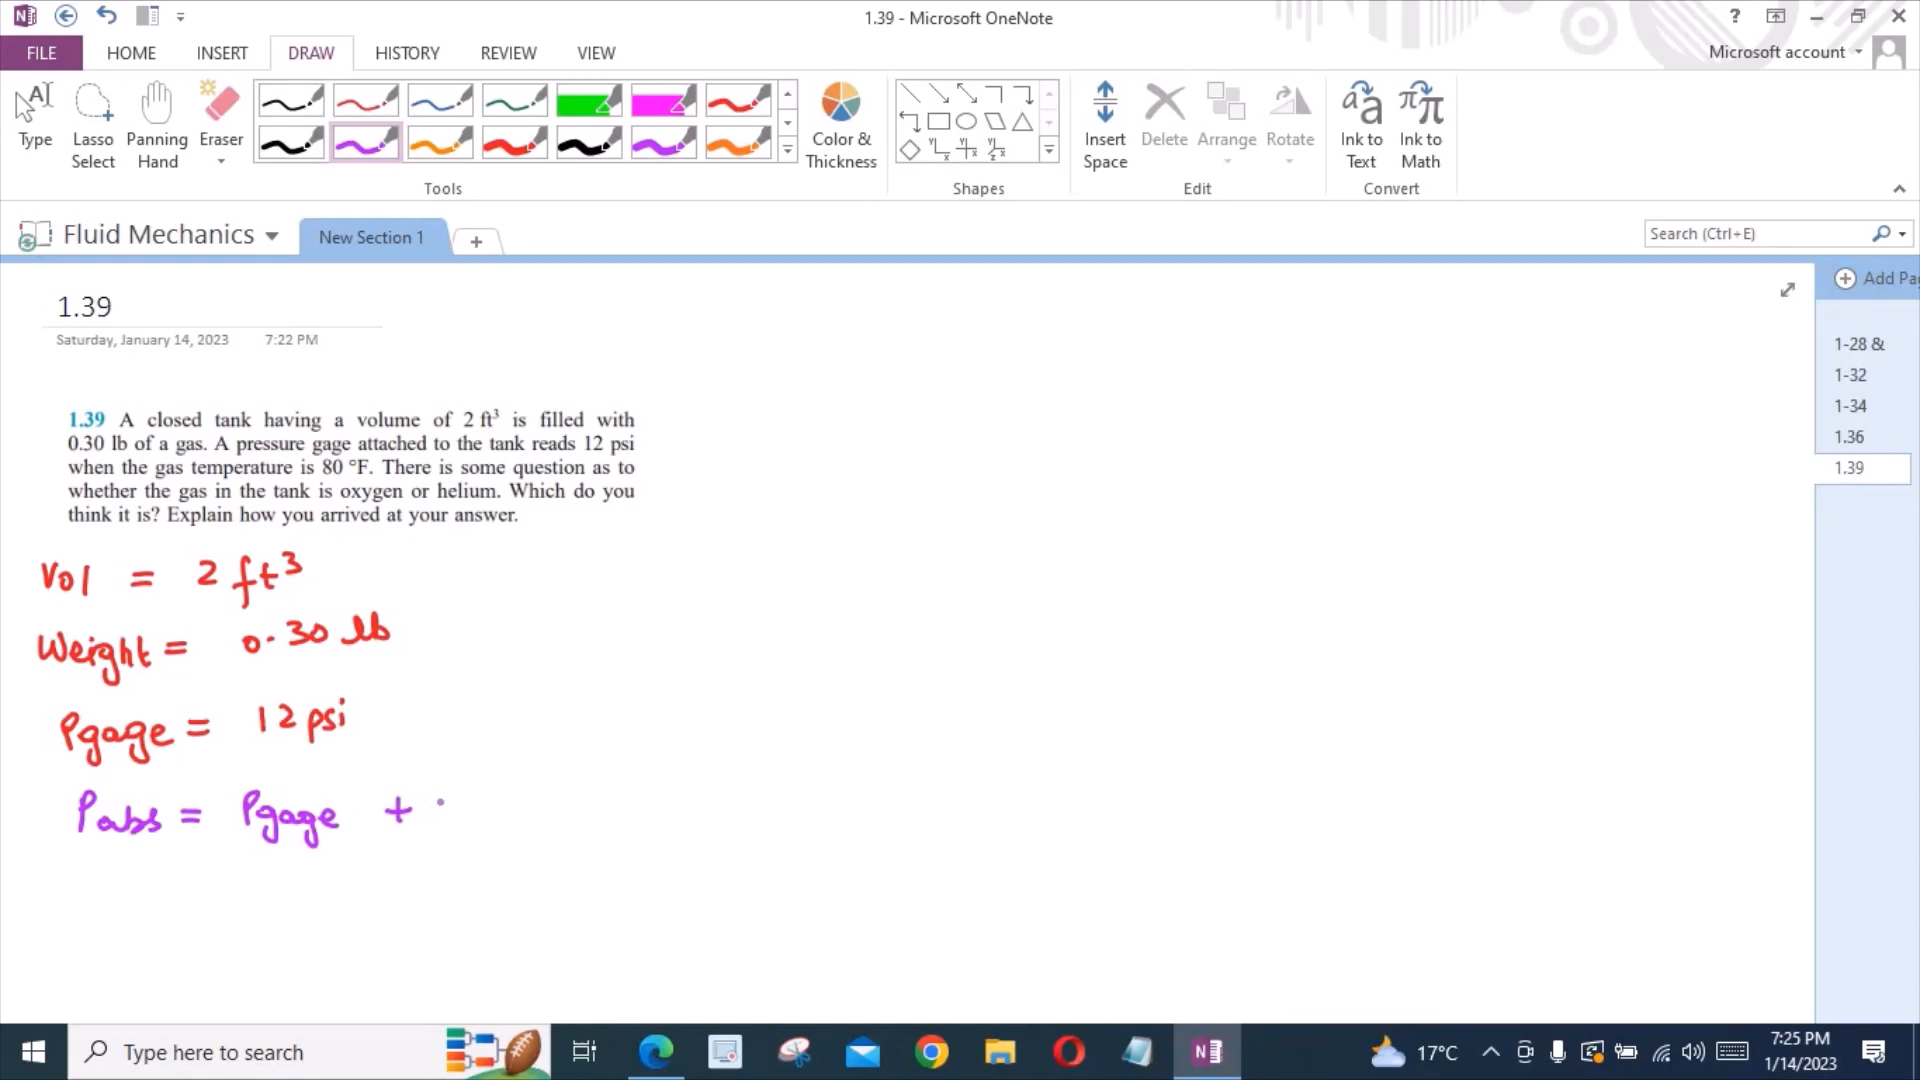 1.39 - Microsoft OneNote
?
FILE HOME INSERT DRAW HISTORY REVIEW VIEW
Microsoft account
Type
Lasso Select
Panning Hand
Eraser
Color & Thickness
Insert Space
Delete
Arrange
Rotate
Ink to Text
Ink to Math
Tools
Shapes
Edit
Convert
Fluid Mechanics
New Section 1
Search (Ctrl+E)
Add Pa
1-28 &
1-32
1-34
1.36
1.39
1.39
Saturday, January 14, 2023 7:22 PM
1.39 A closed tank having a volume of 2 ft³ is filled with
0.30 lb of a gas. A pressure gage attached to the tank reads 12 psi
when the gas temperature is 80 °F. There is some question as to
whether the gas in the tank is oxygen or helium. Which do you
think it is? Explain how you arrived at your answer.
Vol = 2 ft³
Weight = 0.30 lb
Pgage = 12 psi
Pabs = Pgage +
Type here to search
17°C
7:25 PM
1/14/2023